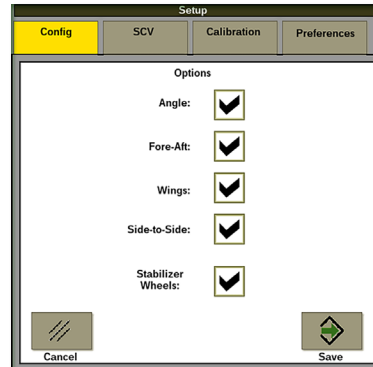 Setup
Config SCV Calibration Preferences
Options
Angle:
Fore-Aft:
Wings:
Side-to-Side:
Stabilizer
Wheels:
Cancel Save